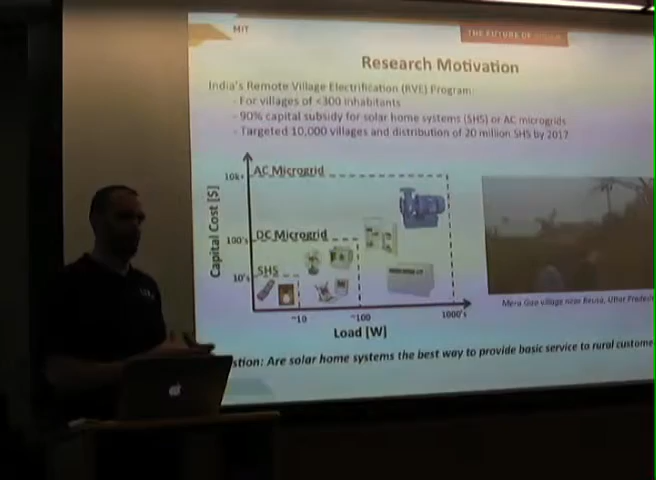 MIT
THE FUTURE OF
Research Motivation
India's Remote Village Electrification (RVE) Program:
- For villages of <300 inhabitants
- 90% capital subsidy for solar home systems (SHS) or AC microgrids
- Targeted 10,000 villages and distribution of 20 million SHS by 2017
Capital Cost [$]
10k+
AC Microgrid
100's
DC Microgrid
10's
SHS
~10
~100
1000's
Load [W]
Mera Gao village near Reusa, Uttar Pradesh
stion: Are solar home systems the best way to provide basic service to rural custome